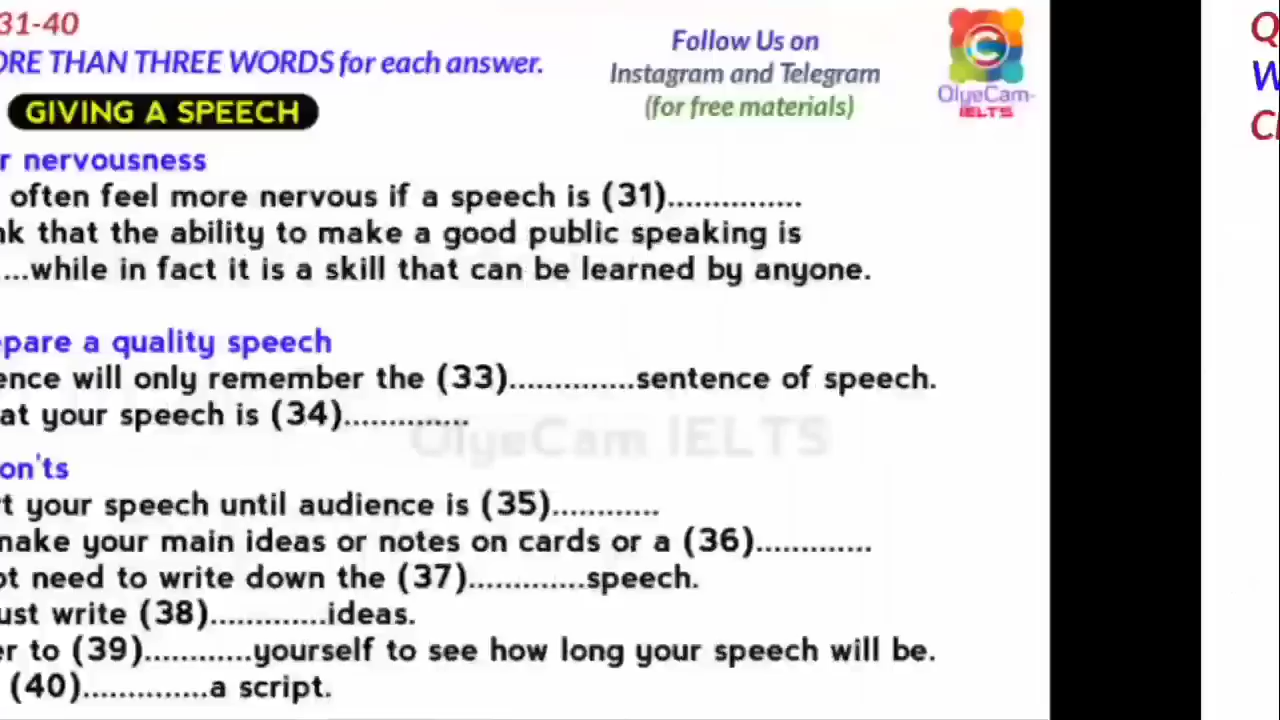 31-40
ORE THAN THREE WORDS for each answer.
Follow Us on
Instagram and Telegram
(for free materials)
OlyeCam-
IELTS
GIVING A SPEECH
r nervousness
often feel more nervous if a speech is (31)...............
nk that the ability to make a good public speaking is
...while in fact it is a skill that can be learned by anyone.
epare a quality speech
ence will only remember the (33)..............sentence of speech.
at your speech is (34)..............
OlyeCam IELTS
on'ts
t your speech until audience is (35)............
make your main ideas or notes on cards or a (36).............
ot need to write down the (37).............speech.
ust write (38).............ideas.
er to (39)............yourself to see how long your speech will be.
(40)..............a script.
Q
W